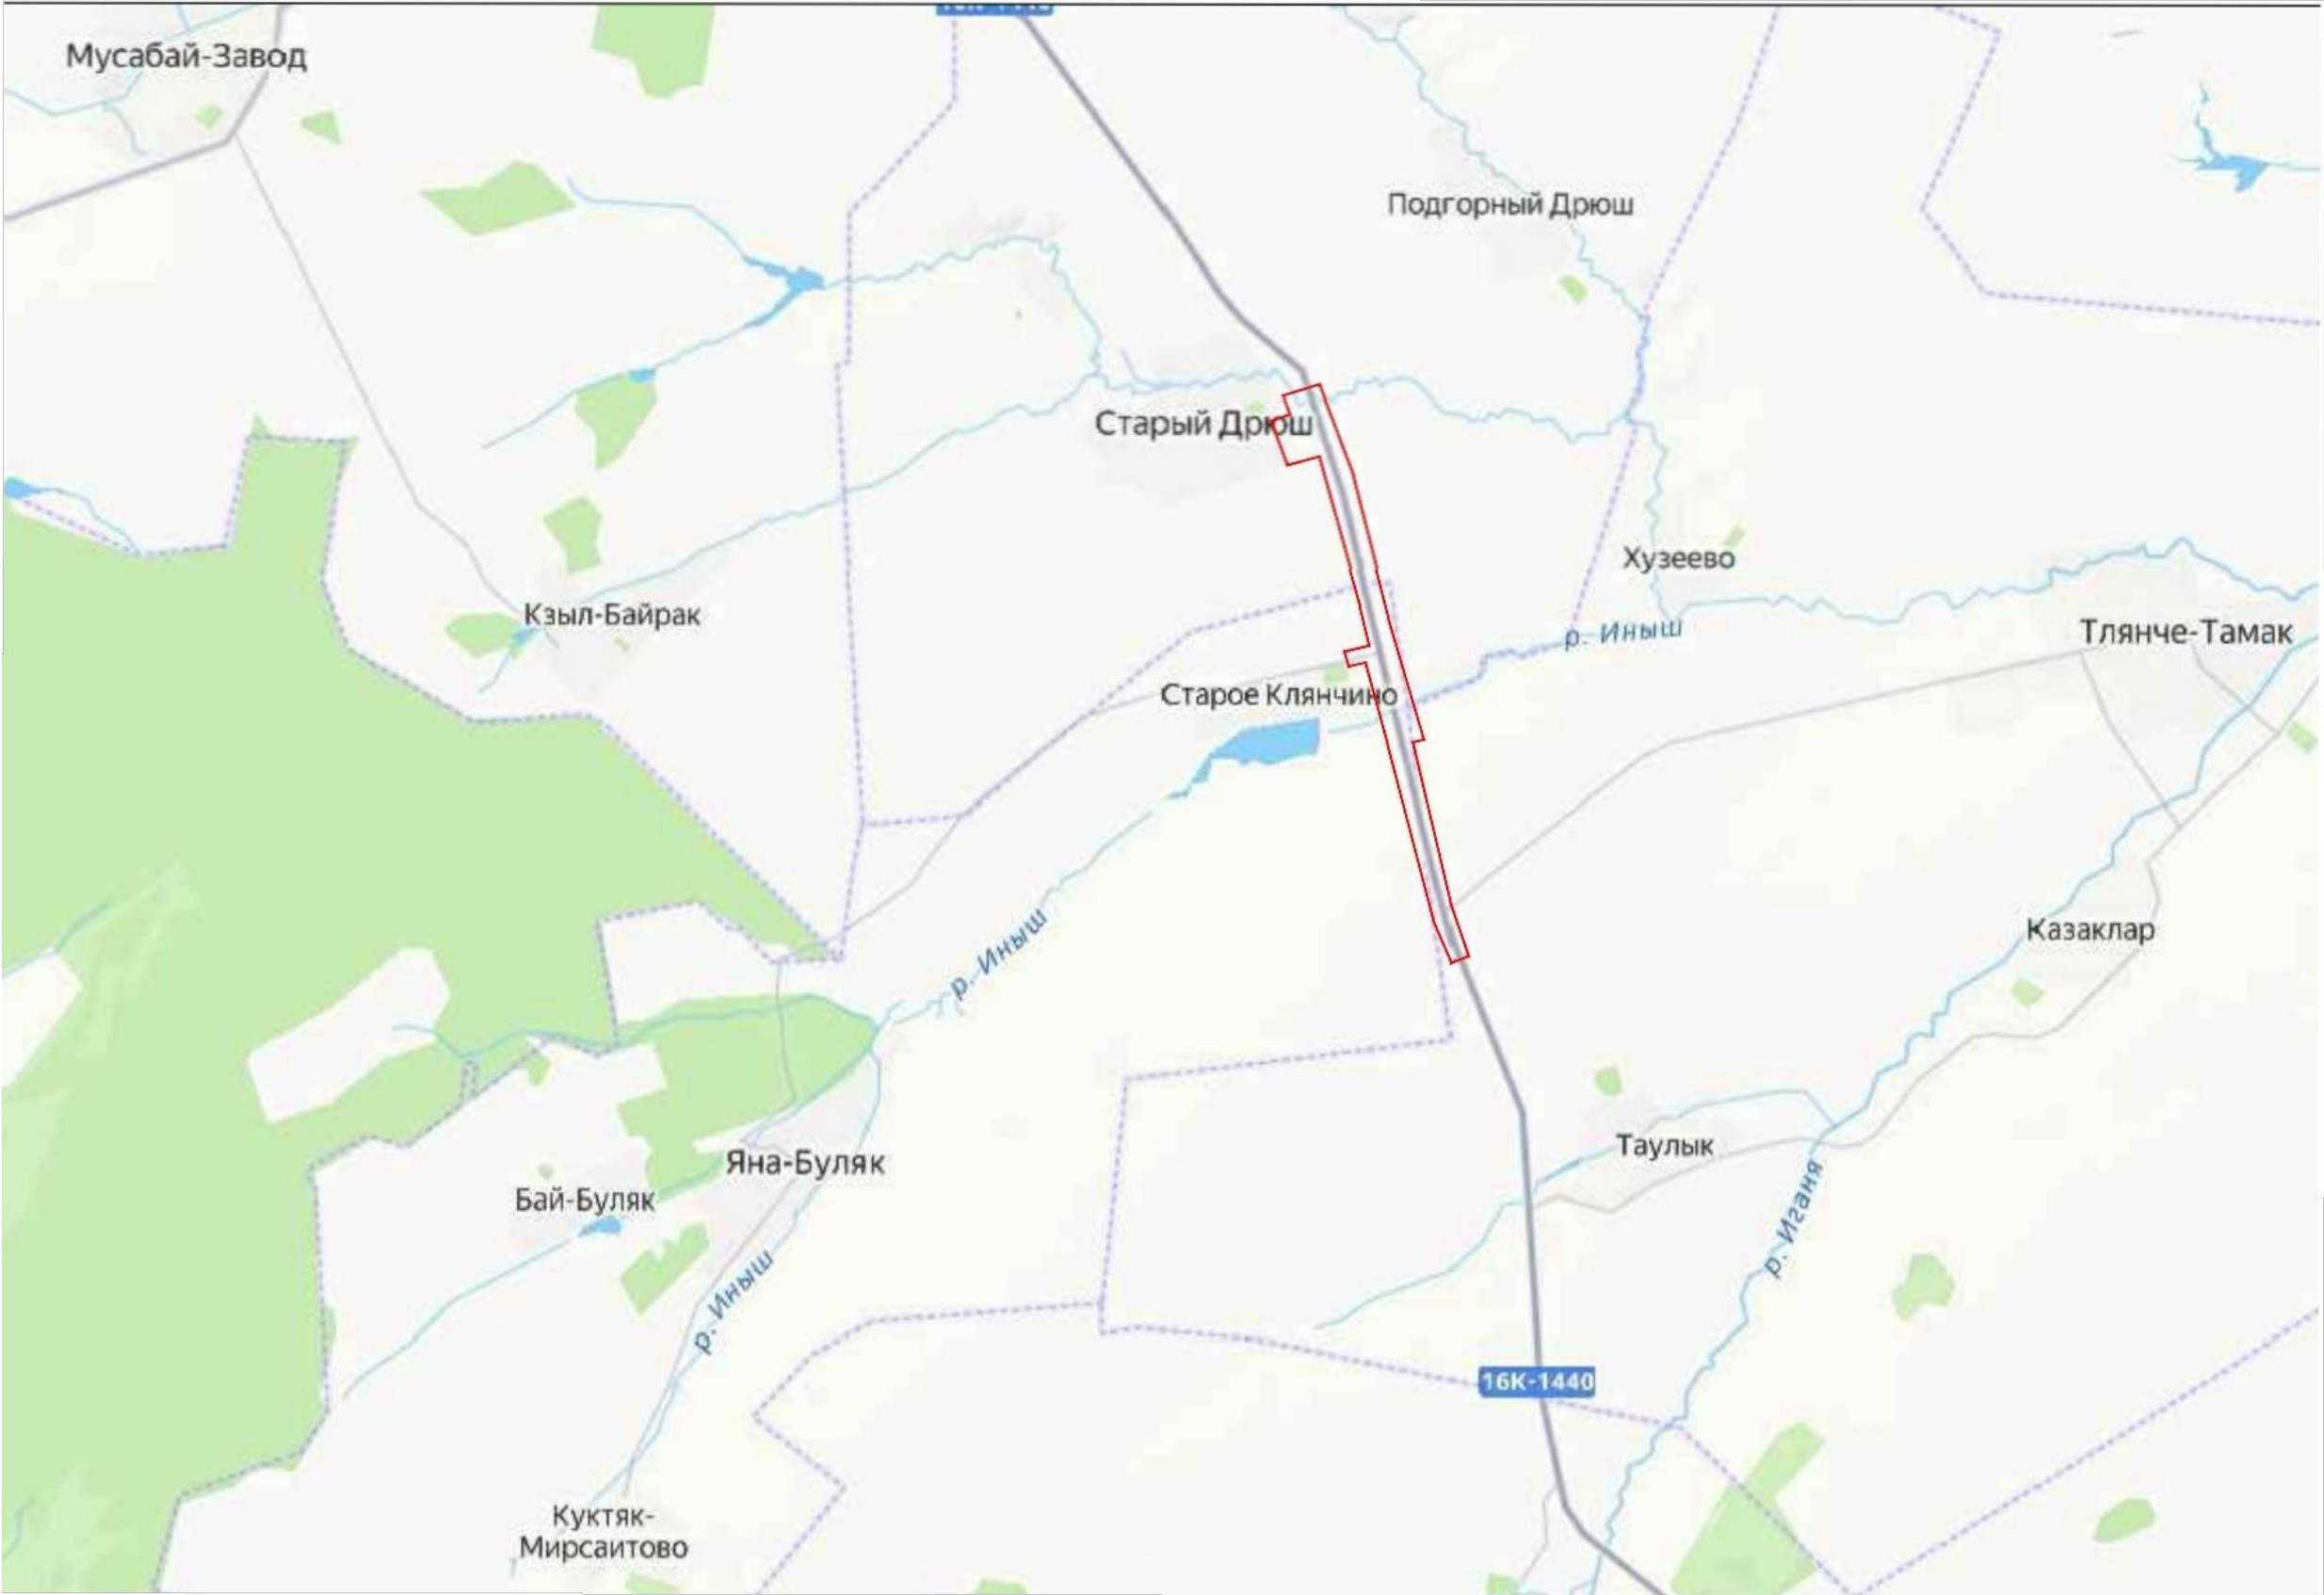 Мусабай-Завод
Подгорный Дрюш
Старый Дрюш
Хузеево
Кзыл-Байрак
р. Иныш
Тлянче-Тамак
Старое Клянчино
Казаклар
р. Иныш
Таулык
Яна-Буляк
Бай-Буляк
р. Иганя
р. Иныш
16К-1440
Куктяк-
Мирсаитово